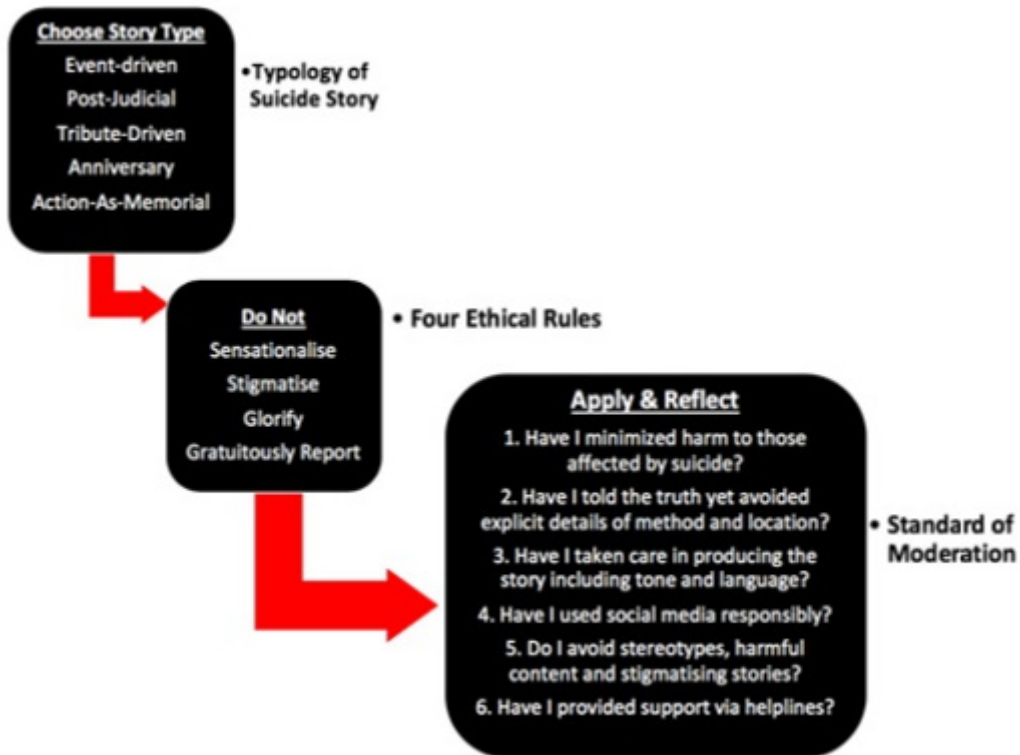 Choose Story Type
Event-driven
Post-Judicial
Tribute-Driven
Anniversary
Action-As-Memorial
•Typology of
Suicide Story
Do Not
Sensationalise
Stigmatise
Glorify
Gratuitously Report
• Four Ethical Rules
Apply & Reflect
1. Have I minimized harm to those
affected by suicide?
2. Have I told the truth yet avoided
explicit details of method and location?
3. Have I taken care in producing the
story including tone and language?
4. Have I used social media responsibly?
5. Do I avoid stereotypes, harmful
content and stigmatising stories?
6. Have I provided support via helplines?
• Standard of
Moderation